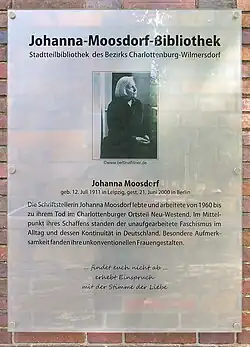 Johanna-Moosdorf-Bibliothek
Stadtteilbibliothek des Bezirks Charlottenburg-Wilmersdorf
Johanna Moosdorf
geb. 12. Juli 1911 in Leipzig, gest. 21. Juni 2000 in Berlin
Die Schriftstellerin Johanna Moosdorf lebte und arbeitete von 1960 bis
zu ihrem Tod im Charlottenburger Ortsteil Neu-Westend. Im Mittel-
punkt ihres Schaffens standen der unaufgearbeitete Faschismus im
Alltag und dessen Kontinuität in Deutschland. Besondere Aufmerk-
samkeit fanden ihre unkonventionellen Frauengestalten.
... findet euch nicht ab ...
erhebt Einspruch
mit der Stimme der Liebe